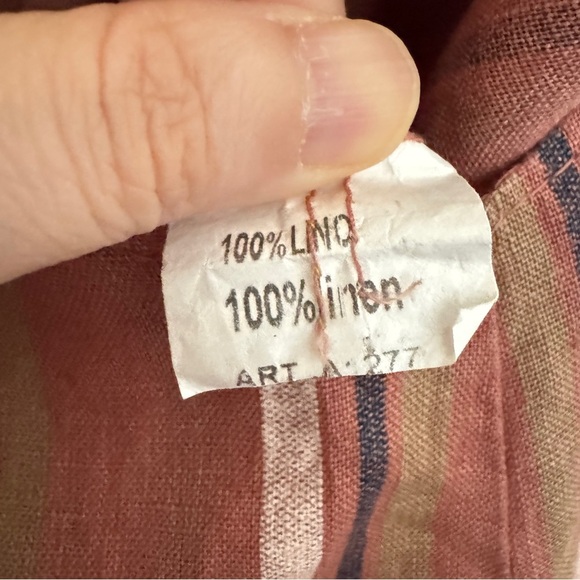 100% LINO
100% linen
ART. A: 277